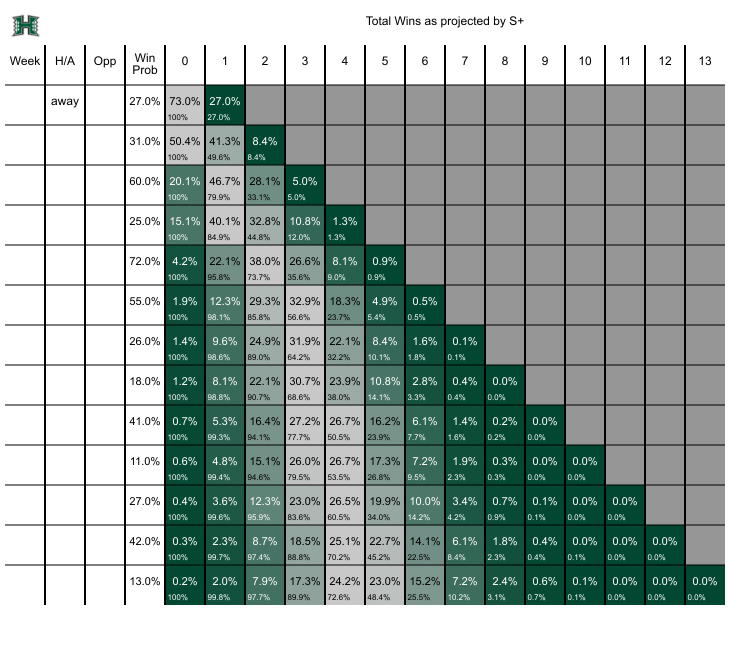 H
Total Wins as projected by S+
Week H/A Opp Win Prob 0 1 2 3 4 5 6 7 8 9 10 11 12 13
away 27.0% 73.0% 27.0%
100% 27.0%
31.0% 50.4% 41.3% 8.4%
100% 49.6% 8.4%
60.0% 20.1% 46.7% 28.1% 5.0%
100% 79.9% 33.1% 5.0%
25.0% 15.1% 40.1% 32.8% 10.8% 1.3%
100% 84.9% 44.8% 12.0% 1.3%
72.0% 4.2% 22.1% 38.0% 26.6% 8.1% 0.9%
100% 95.8% 73.7% 35.6% 9.0% 0.9%
55.0% 1.9% 12.3% 29.3% 32.9% 18.3% 4.9% 0.5%
100% 98.1% 85.8% 56.6% 23.7% 5.4% 0.5%
26.0% 1.4% 9.6% 24.9% 31.9% 22.1% 8.4% 1.6% 0.1%
100% 98.6% 89.0% 64.2% 32.2% 10.1% 1.8% 0.1%
18.0% 1.2% 8.1% 22.1% 30.7% 23.9% 10.8% 2.8% 0.4% 0.0%
100% 98.8% 90.7% 68.6% 38.0% 14.1% 3.3% 0.4% 0.0%
41.0% 0.7% 5.3% 16.4% 27.2% 26.7% 16.2% 6.1% 1.4% 0.2% 0.0%
100% 99.3% 94.1% 77.7% 50.5% 23.9% 7.7% 1.6% 0.2% 0.0%
11.0% 0.6% 4.8% 15.1% 26.0% 26.7% 17.3% 7.2% 1.9% 0.3% 0.0% 0.0%
100% 99.4% 94.6% 79.5% 53.5% 26.8% 9.5% 2.3% 0.3% 0.0% 0.0%
27.0% 0.4% 3.6% 12.3% 23.0% 26.5% 19.9% 10.0% 3.4% 0.7% 0.1% 0.0% 0.0%
100% 99.6% 95.9% 83.6% 60.5% 34.0% 14.2% 4.2% 0.9% 0.1% 0.0% 0.0%
42.0% 0.3% 2.3% 8.7% 18.5% 25.1% 22.7% 14.1% 6.1% 1.8% 0.4% 0.0% 0.0% 0.0%
100% 99.7% 97.4% 88.8% 70.2% 45.2% 22.5% 8.4% 2.3% 0.4% 0.1% 0.0% 0.0%
13.0% 0.2% 2.0% 7.9% 17.3% 24.2% 23.0% 15.2% 7.2% 2.4% 0.6% 0.1% 0.0% 0.0% 0.0%
100% 99.8% 97.7% 89.9% 72.6% 48.4% 25.5% 10.2% 3.1% 0.7% 0.1% 0.0% 0.0% 0.0%